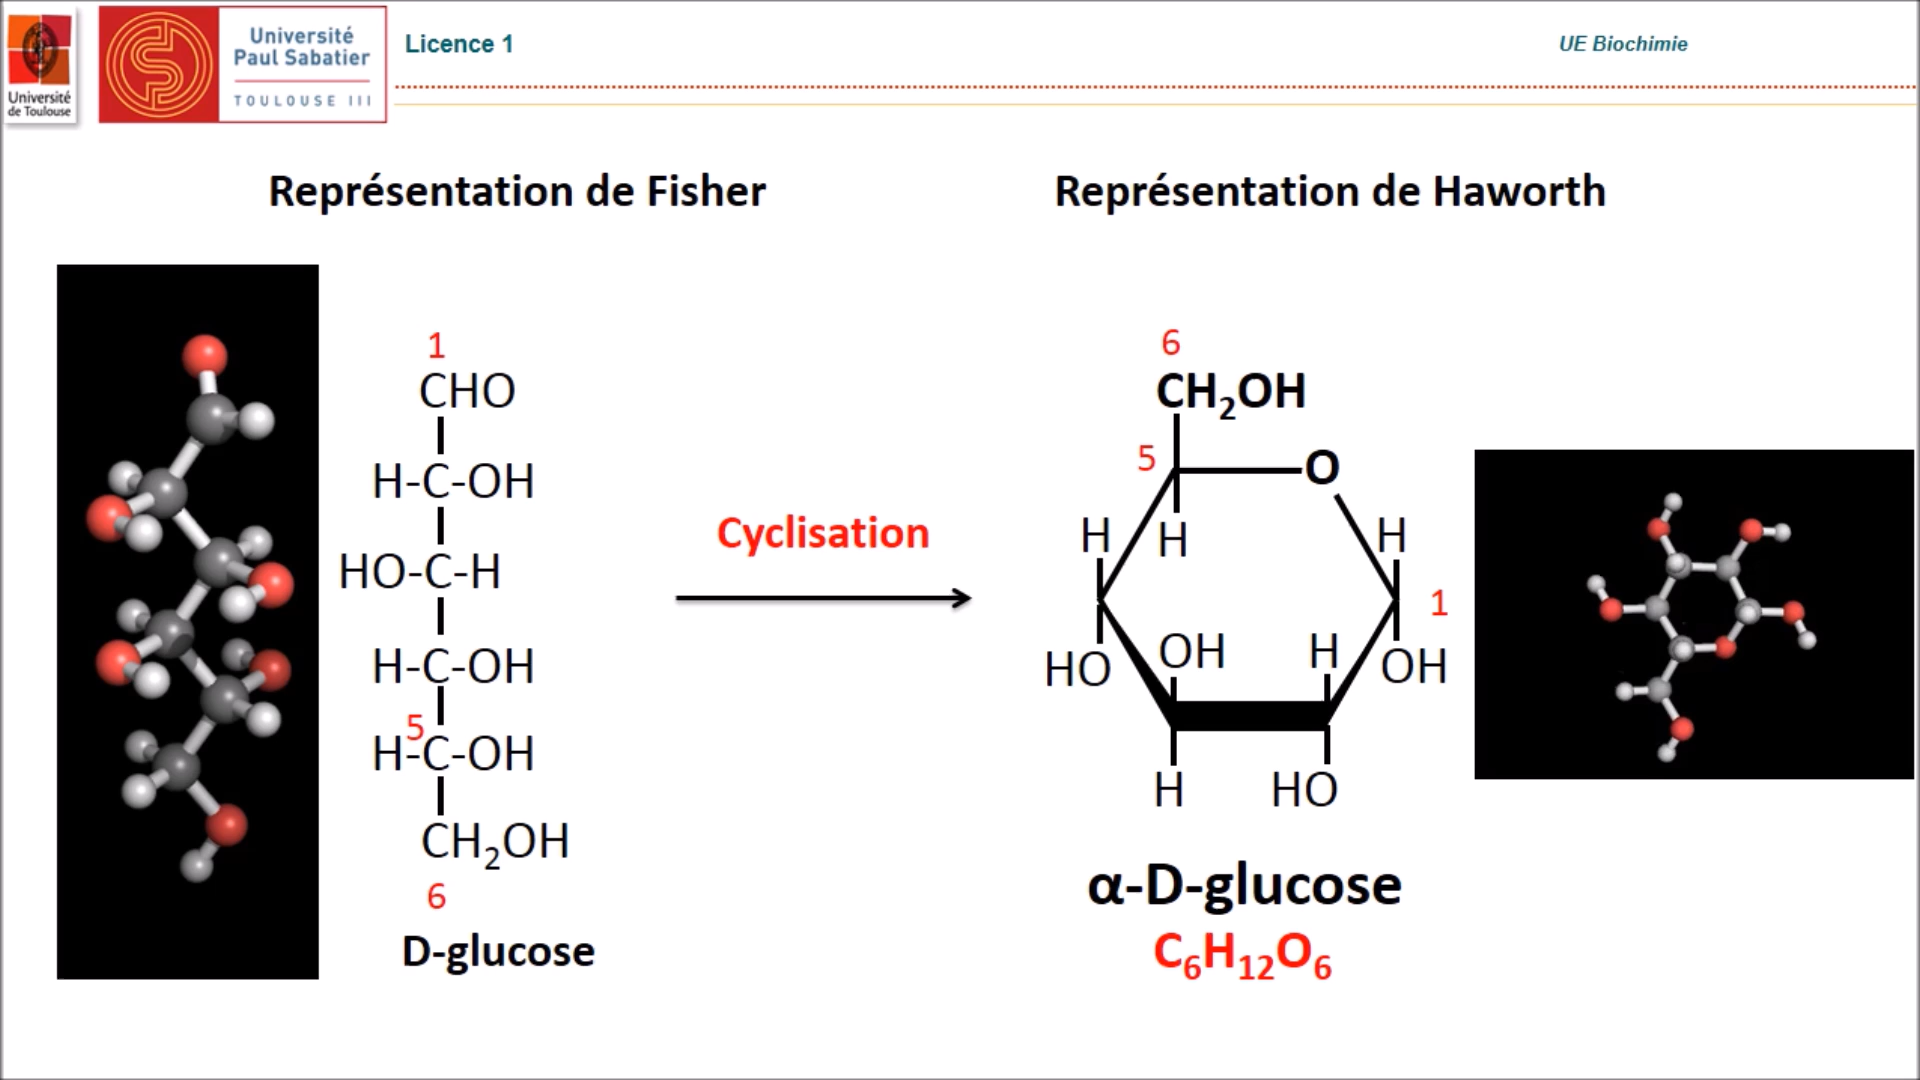 Université
de Toulouse
Université
Paul Sabatier
TOULOUSE III
Licence 1
UE Biochimie
Représentation de Fisher
Représentation de Haworth
1
CHO
H-C-OH
HO-C-H
H-C-OH
5
H-C-OH
CH₂OH
6
D-glucose
Cyclisation
6
CH₂OH
5
O
H
H
H
1
HO
OH
H
OH
H
HO
α-D-glucose
C₆H₁₂O₆